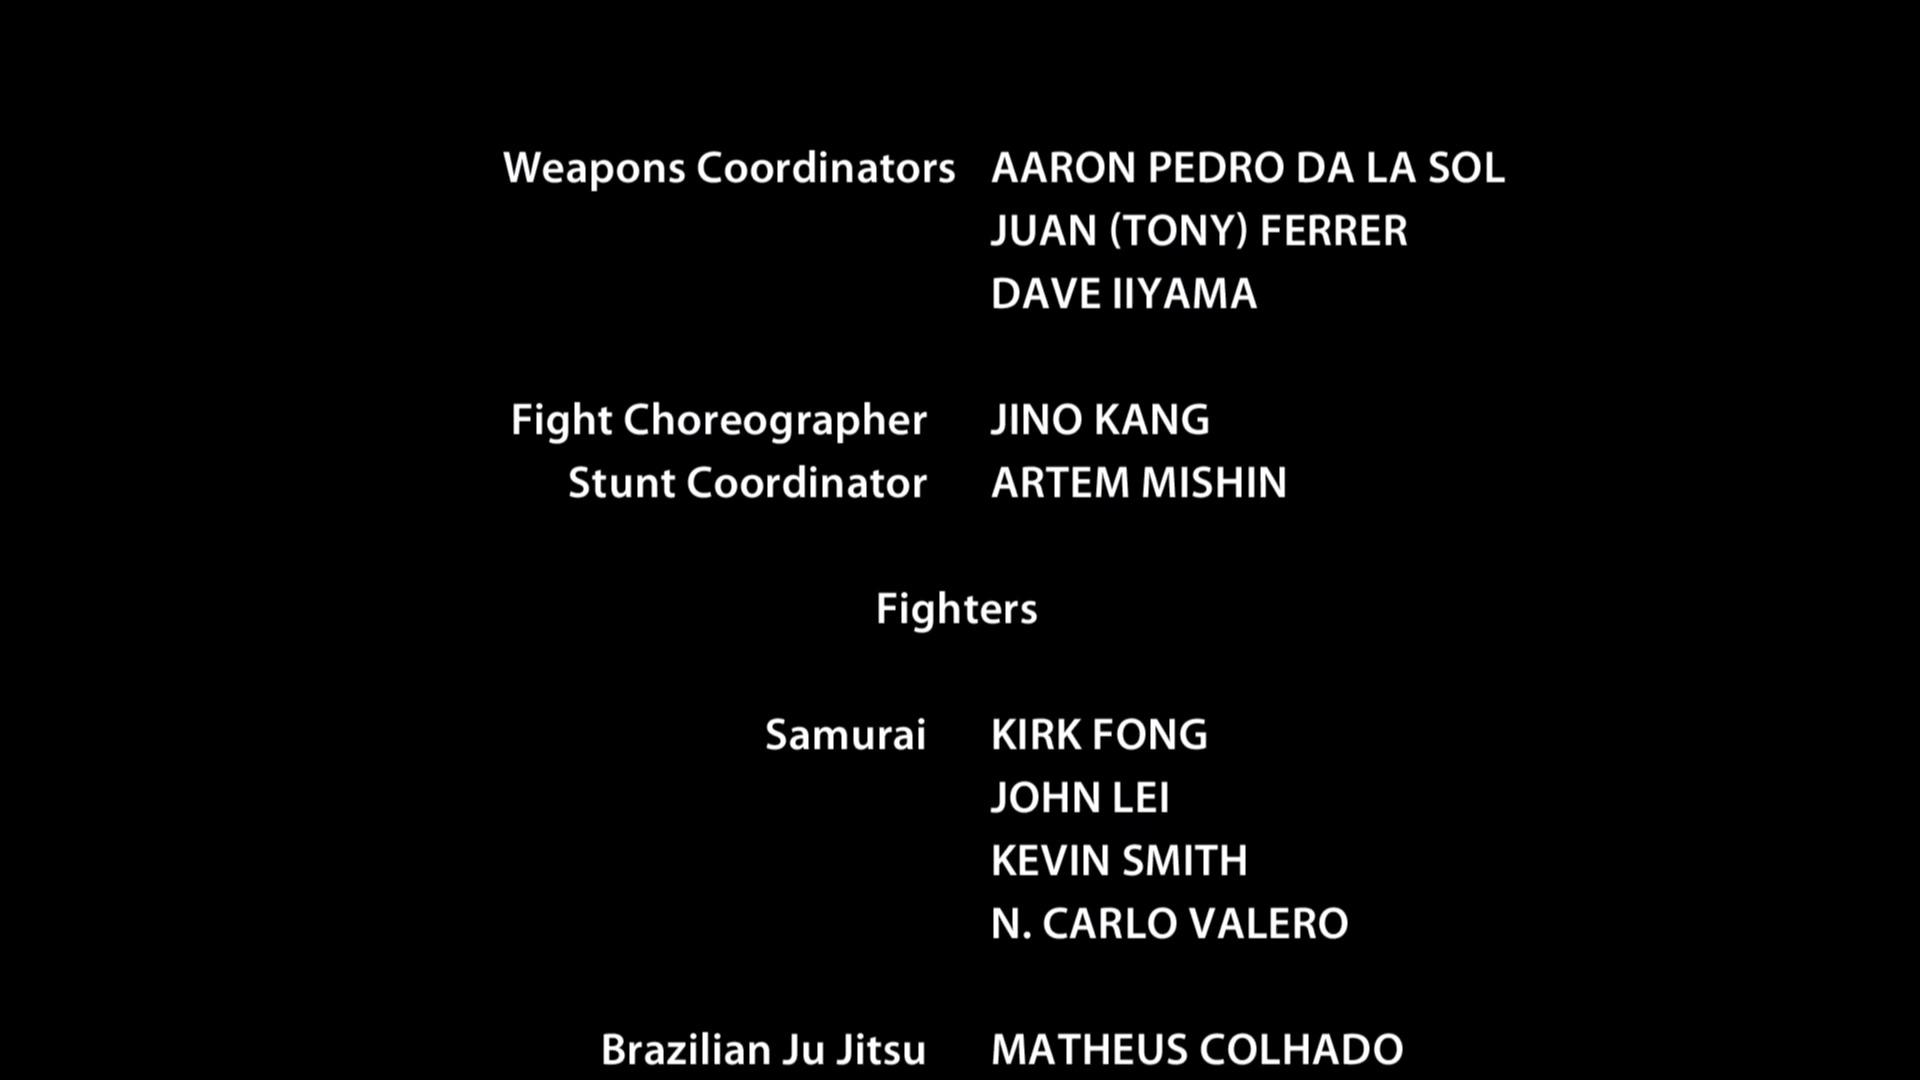 Weapons Coordinators AARON PEDRO DA LA SOL
JUAN (TONY) FERRER
DAVE IIYAMA
Fight Choreographer JINO KANG
Stunt Coordinator ARTEM MISHIN
Fighters
Samurai KIRK FONG
JOHN LEI
KEVIN SMITH
N. CARLO VALERO
Brazilian Ju Jitsu MATHEUS COLHADO